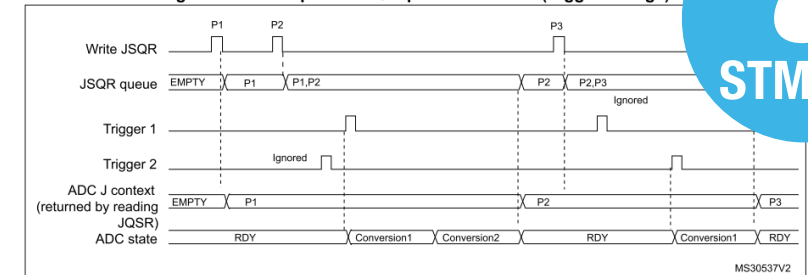 P1 P2 P3
Write JSQR
JSQR queue EMPTY P1 P1,P2 P2 P2,P3
Ignored
Trigger 1
Trigger 2 Ignored
ADC J context
(returned by reading EMPTY P1 P2 P3
JQSR)
ADC state RDY Conversion1 Conversion2 RDY Conversion1 RDY
MS30537V2